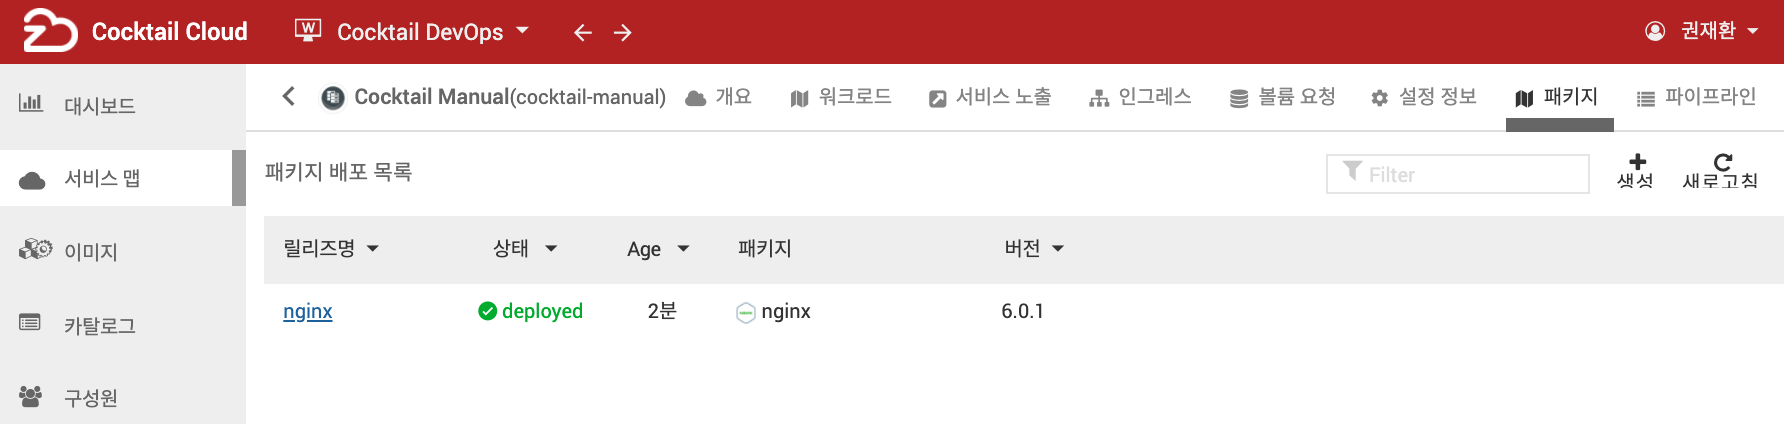 Cocktail Cloud
W
Cocktail DevOps
권재환
대시보드
서비스 맵
이미지
카탈로그
구성원
Cocktail Manual(cocktail-manual)
개요
워크로드
서비스 노출
인그레스
볼륨 요청
설정 정보
패키지
파이프라인
패키지 배포 목록
Filter
생성
새로고침
릴리즈명 상태 Age 패키지 버전
nginx deployed 2분 nginx 6.0.1